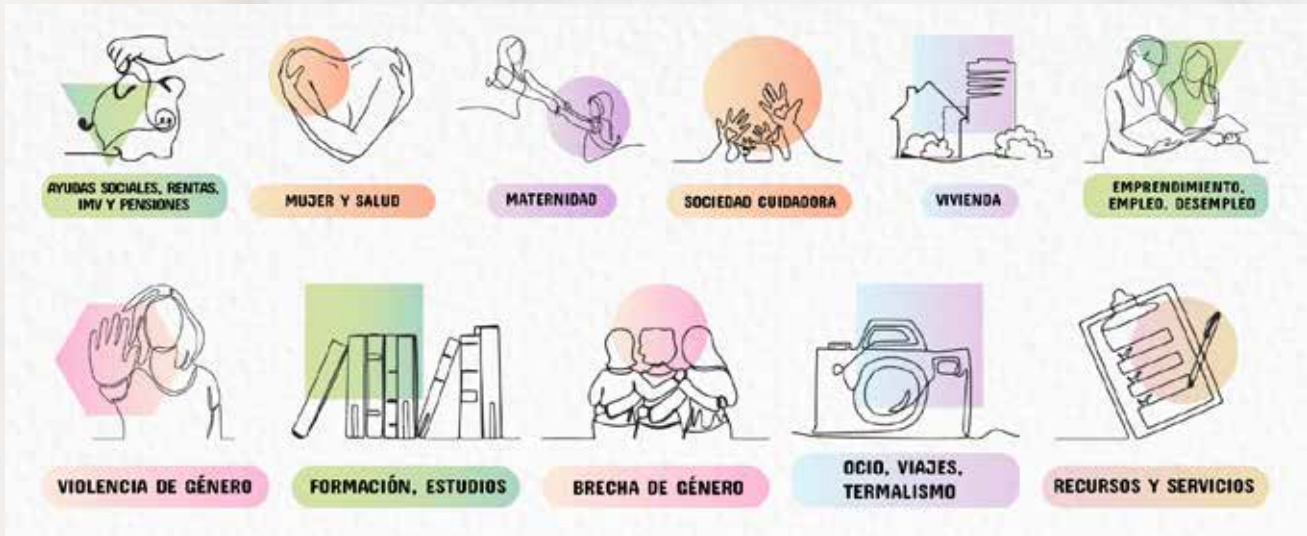 AYUDAS SOCIALES, RENTAS,
IMV Y PENSIONES
MUJER Y SALUD
MATERNIDAD
SOCIEDAD CUIDADORA
VIVIENDA
EMPRENDIMIENTO,
EMPLEO, DESEMPLEO
VIOLENCIA DE GÉNERO
FORMACIÓN, ESTUDIOS
BRECHA DE GÉNERO
OCIO, VIAJES,
TERMALISMO
RECURSOS Y SERVICIOS